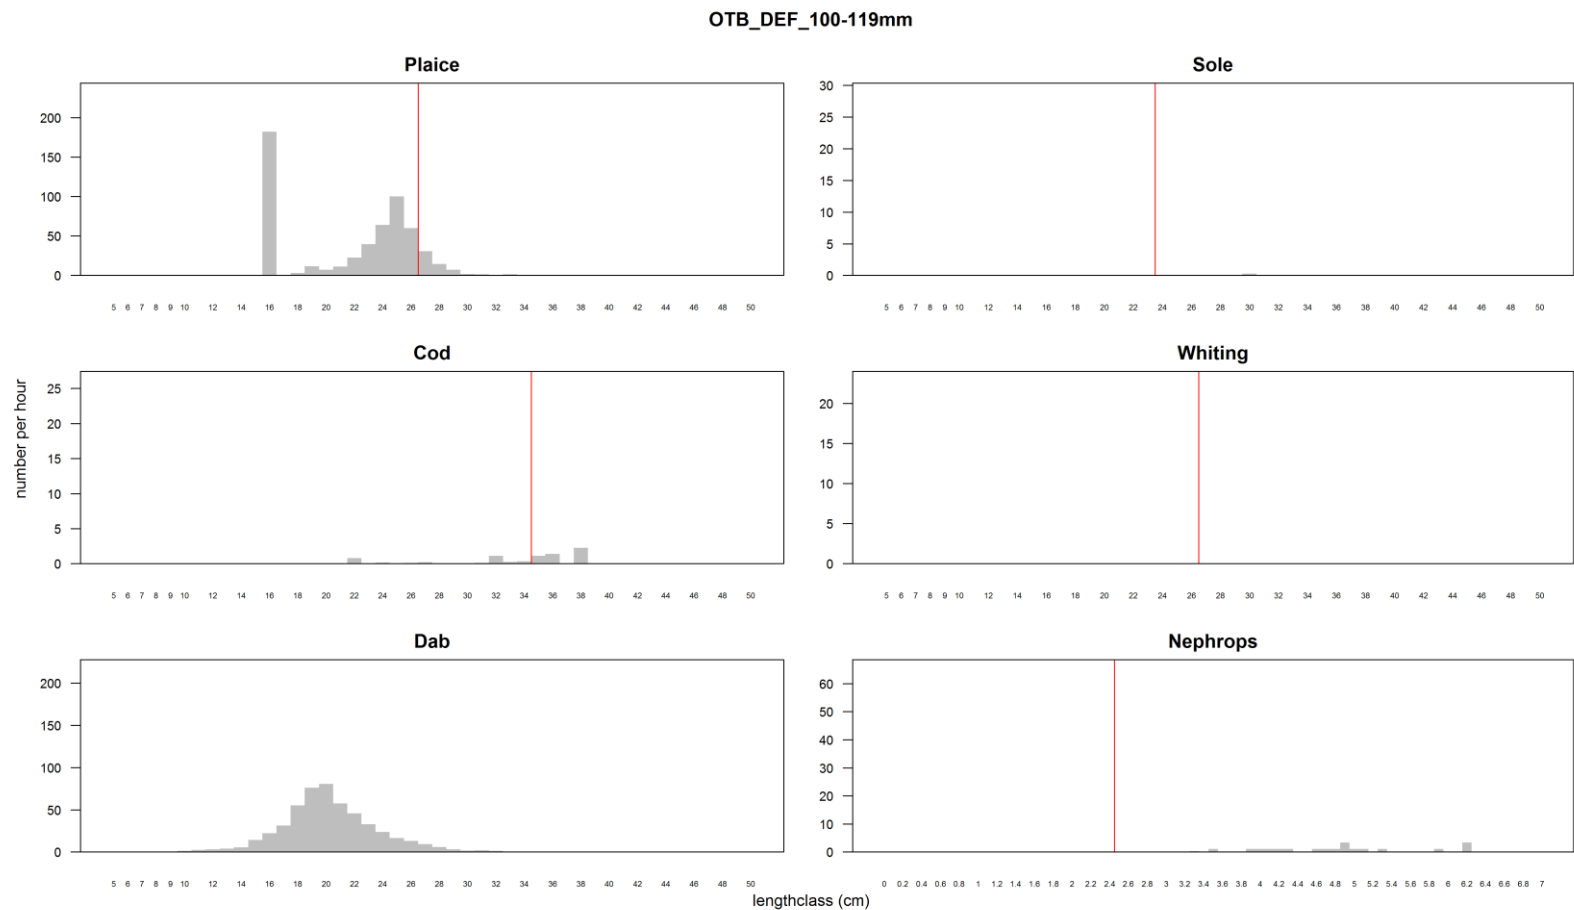 OTB_DEF_100-119mm
Plaice
200
150
100
50
0
5 6 7 8 9 10 12 14 16 18 20 22 24 26 28 30 32 34 36 38 40 42 44 46 48 50
Sole
30
25
20
15
10
5
0
5 6 7 8 9 10 12 14 16 18 20 22 24 26 28 30 32 34 36 38 40 42 44 46 48 50
number per hour
Cod
25
20
15
10
5
0
5 6 7 8 9 10 12 14 16 18 20 22 24 26 28 30 32 34 36 38 40 42 44 46 48 50
Whiting
20
15
10
5
0
5 6 7 8 9 10 12 14 16 18 20 22 24 26 28 30 32 34 36 38 40 42 44 46 48 50
Dab
200
150
100
50
0
5 6 7 8 9 10 12 14 16 18 20 22 24 26 28 30 32 34 36 38 40 42 44 46 48 50
Nephrops
60
50
40
30
20
10
0
0 0.2 0.4 0.6 0.8 1 1.2 1.4 1.6 1.8 2 2.2 2.4 2.6 2.8 3 3.2 3.4 3.6 3.8 4 4.2 4.4 4.6 4.8 5 5.2 5.4 5.6 5.8 6 6.2 6.4 6.6 6.8 7
lengthclass (cm)